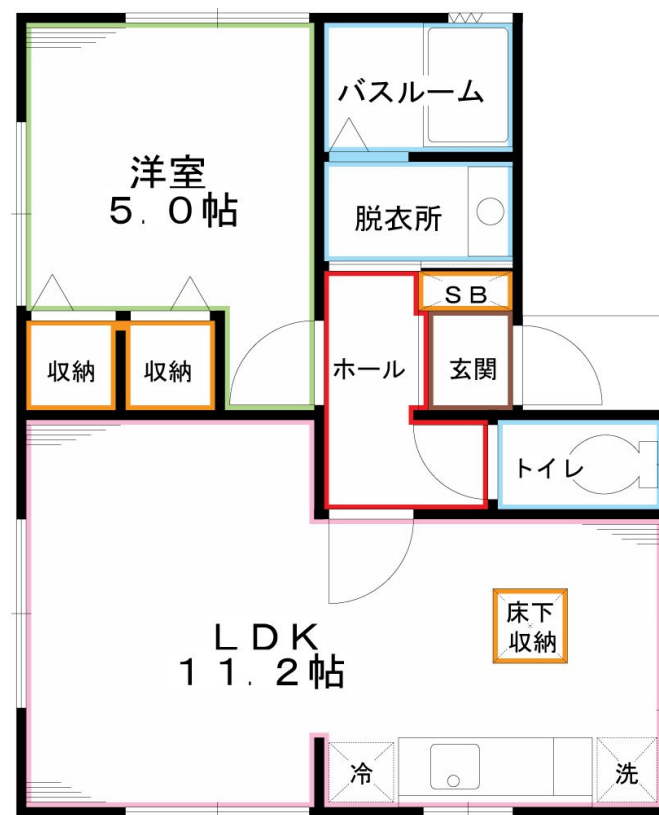 バスルーム
洋室
5.0帖
脱衣所
SB
収納
収納
ホール
玄関
トイレ
床下
収納
LDK
11.2帖
冷
洗